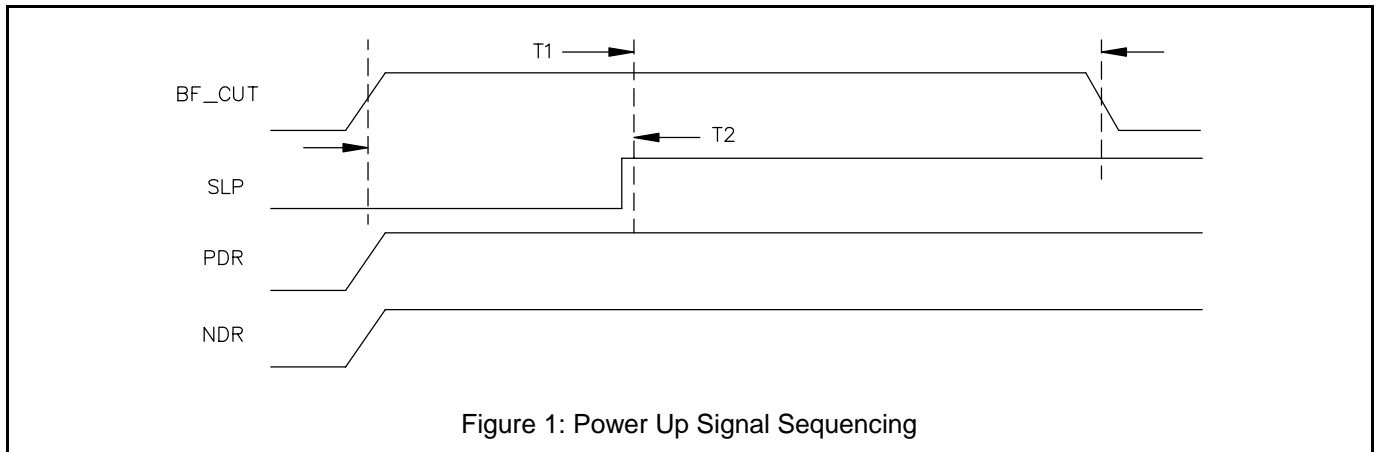 T1
BF_CUT
T2
SLP
PDR
NDR
Figure 1: Power Up Signal Sequencing